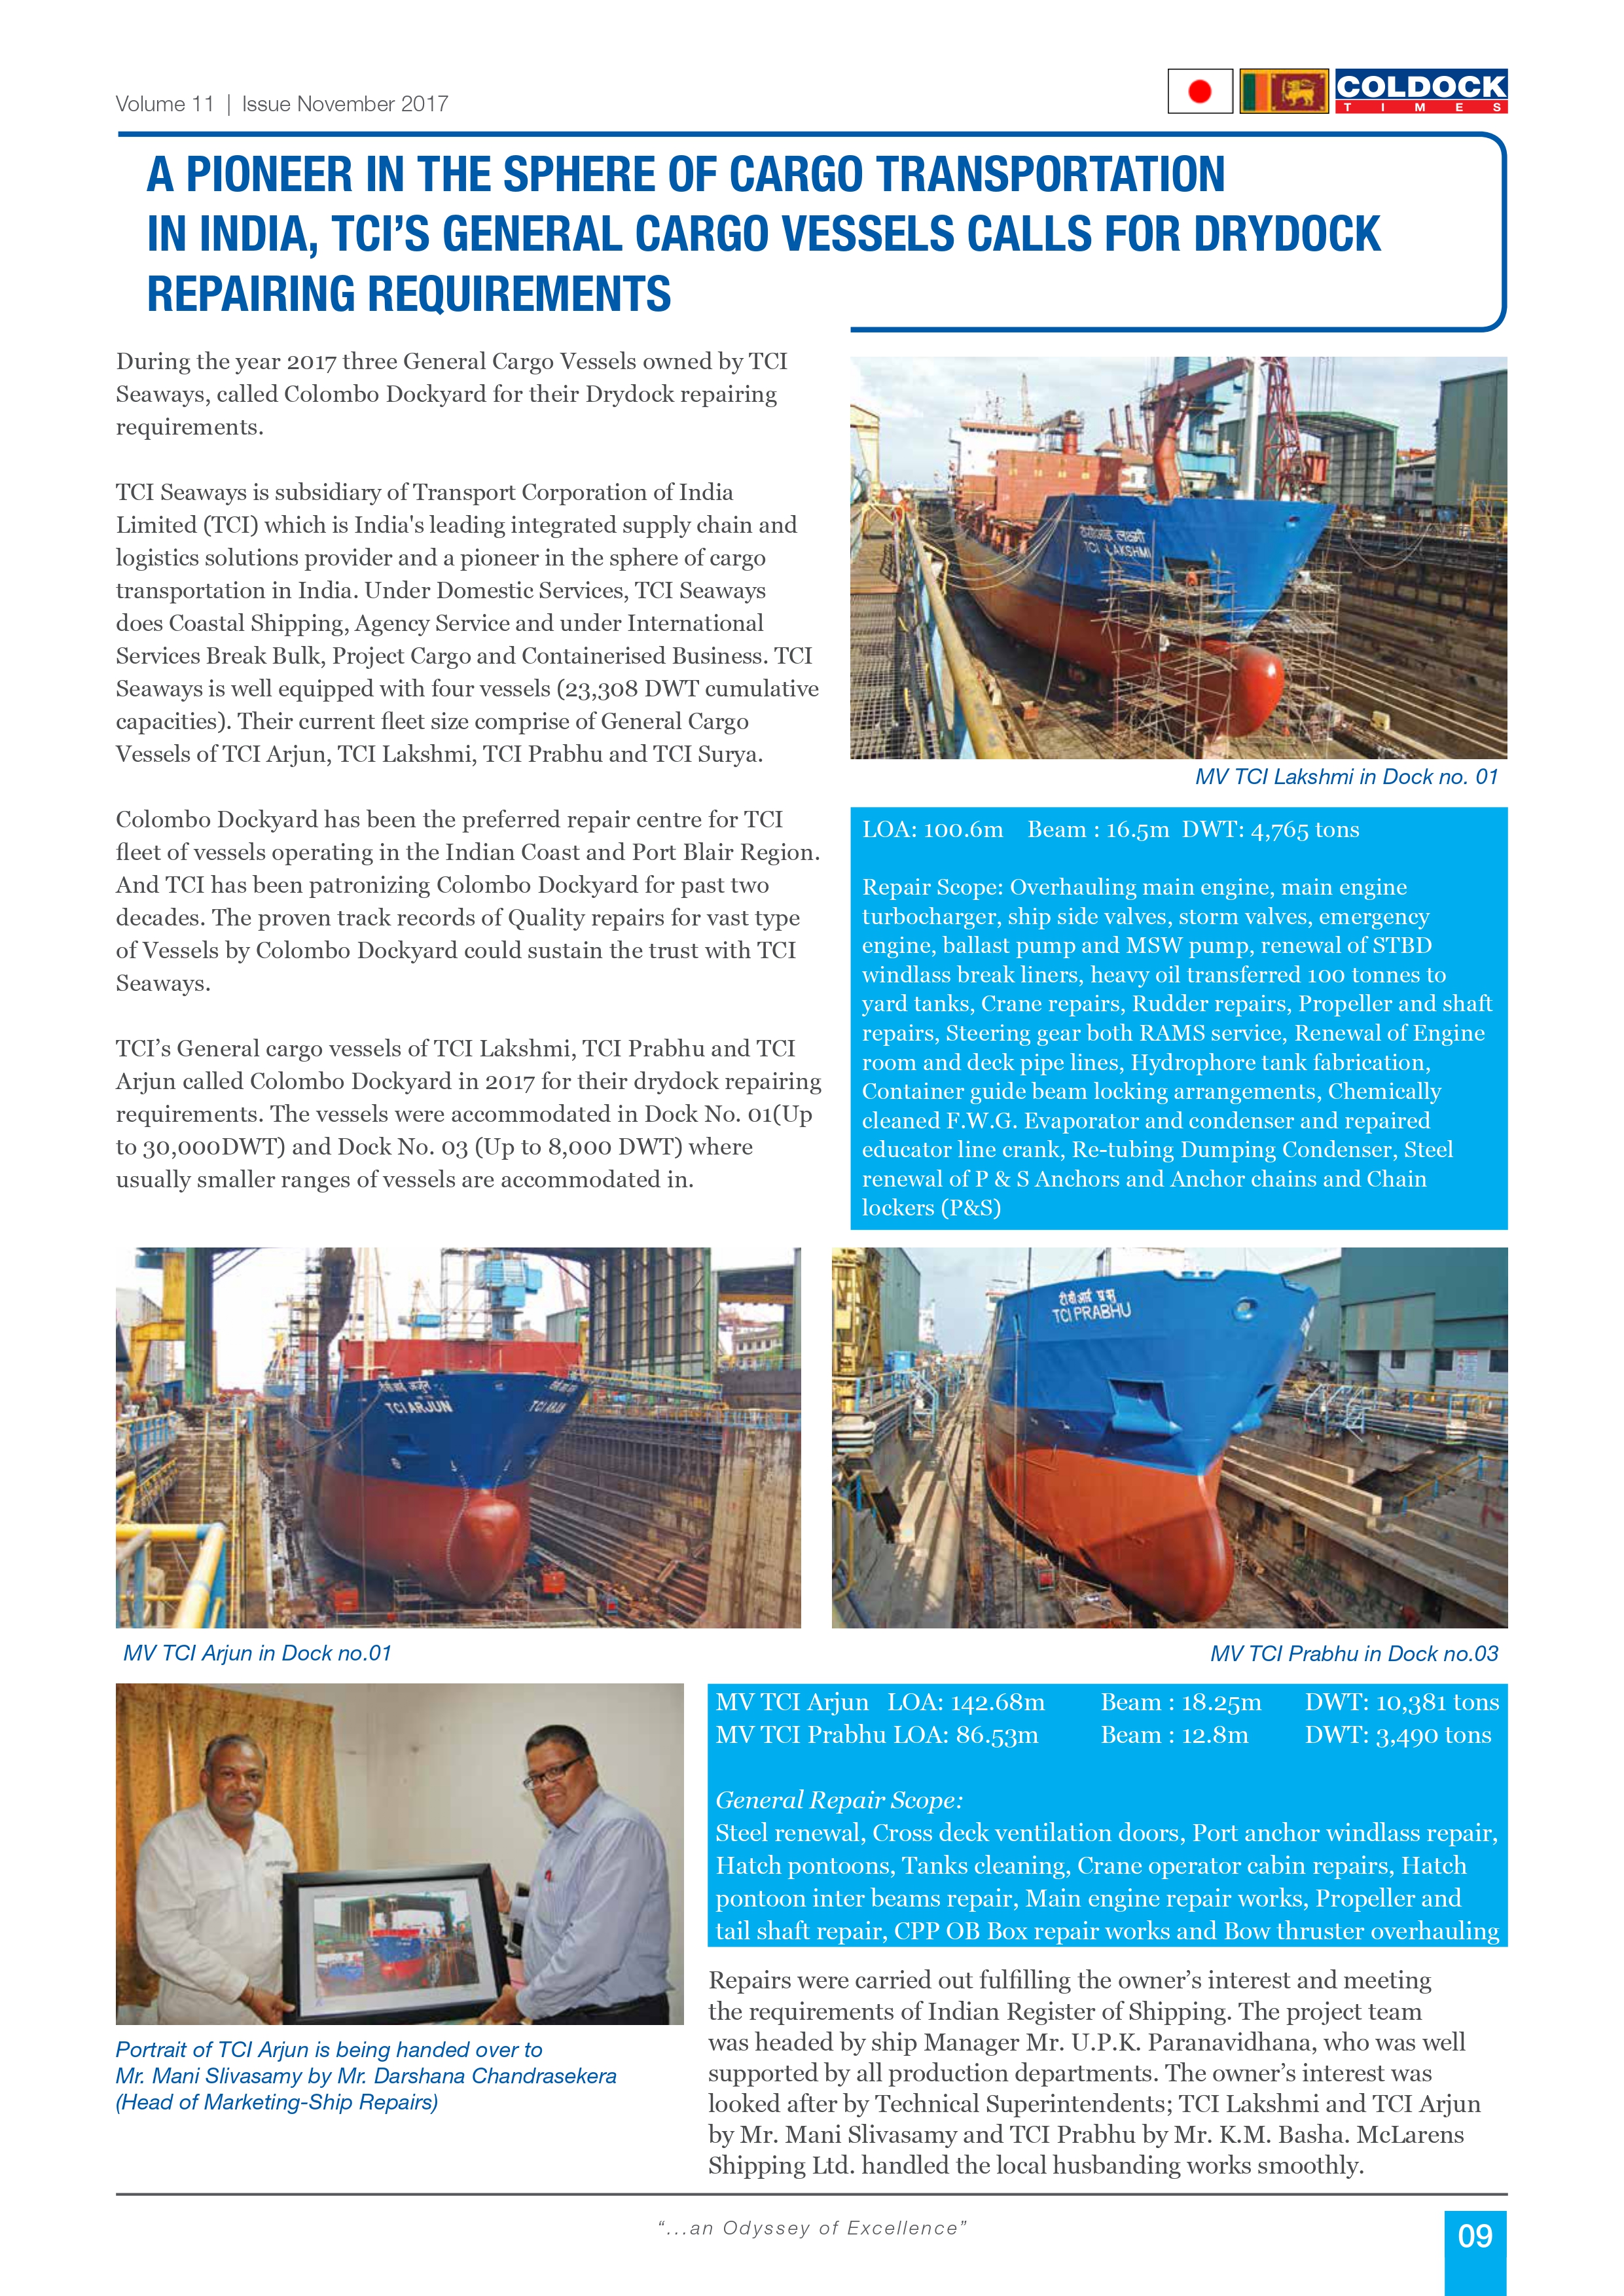 Volume 11 | Issue November 2017
COLDOCK
TIMES
A PIONEER IN THE SPHERE OF CARGO TRANSPORTATION
IN INDIA, TCI’S GENERAL CARGO VESSELS CALLS FOR DRYDOCK
REPAIRING REQUIREMENTS
During the year 2017 three General Cargo Vessels owned by TCI
Seaways, called Colombo Dockyard for their Drydock repairing
requirements.
TCI Seaways is subsidiary of Transport Corporation of India
Limited (TCI) which is India's leading integrated supply chain and
logistics solutions provider and a pioneer in the sphere of cargo
transportation in India. Under Domestic Services, TCI Seaways
does Coastal Shipping, Agency Service and under International
Services Break Bulk, Project Cargo and Containerised Business. TCI
Seaways is well equipped with four vessels (23,308 DWT cumulative
capacities). Their current fleet size comprise of General Cargo
Vessels of TCI Arjun, TCI Lakshmi, TCI Prabhu and TCI Surya.
Colombo Dockyard has been the preferred repair centre for TCI
fleet of vessels operating in the Indian Coast and Port Blair Region.
And TCI has been patronizing Colombo Dockyard for past two
decades. The proven track records of Quality repairs for vast type
of Vessels by Colombo Dockyard could sustain the trust with TCI
Seaways.
TCI’s General cargo vessels of TCI Lakshmi, TCI Prabhu and TCI
Arjun called Colombo Dockyard in 2017 for their drydock repairing
requirements. The vessels were accommodated in Dock No. 01(Up
to 30,000DWT) and Dock No. 03 (Up to 8,000 DWT) where
usually smaller ranges of vessels are accommodated in.
टीसीआई लक्ष्मी
TCI LAKSHMI
MV TCI Lakshmi in Dock no. 01
LOA: 100.6m Beam : 16.5m DWT: 4,765 tons
Repair Scope: Overhauling main engine, main engine
turbocharger, ship side valves, storm valves, emergency
engine, ballast pump and MSW pump, renewal of STBD
windlass break liners, heavy oil transferred 100 tonnes to
yard tanks, Crane repairs, Rudder repairs, Propeller and shaft
repairs, Steering gear both RAMS service, Renewal of Engine
room and deck pipe lines, Hydrophore tank fabrication,
Container guide beam locking arrangements, Chemically
cleaned F.W.G. Evaporator and condenser and repaired
educator line crank, Re-tubing Dumping Condenser, Steel
renewal of P & S Anchors and Anchor chains and Chain
lockers (P&S)
टीसीआई अर्जुन
TCI ARJUN
TCI ARJUN
MV TCI Arjun in Dock no.01
टीसीआई प्रभु
TCI PRABHU
MV TCI Prabhu in Dock no.03
MV TCI Arjun LOA: 142.68m Beam : 18.25m DWT: 10,381 tons
MV TCI Prabhu LOA: 86.53m Beam : 12.8m DWT: 3,490 tons
General Repair Scope:
Steel renewal, Cross deck ventilation doors, Port anchor windlass repair,
Hatch pontoons, Tanks cleaning, Crane operator cabin repairs, Hatch
pontoon inter beams repair, Main engine repair works, Propeller and
tail shaft repair, CPP OB Box repair works and Bow thruster overhauling
Portrait of TCI Arjun is being handed over to
Mr. Mani Slivasamy by Mr. Darshana Chandrasekera
(Head of Marketing-Ship Repairs)
Repairs were carried out fulfilling the owner’s interest and meeting
the requirements of Indian Register of Shipping. The project team
was headed by ship Manager Mr. U.P.K. Paranavidhana, who was well
supported by all production departments. The owner’s interest was
looked after by Technical Superintendents; TCI Lakshmi and TCI Arjun
by Mr. Mani Slivasamy and TCI Prabhu by Mr. K.M. Basha. McLarens
Shipping Ltd. handled the local husbanding works smoothly.
“...an Odyssey of Excellence”
09